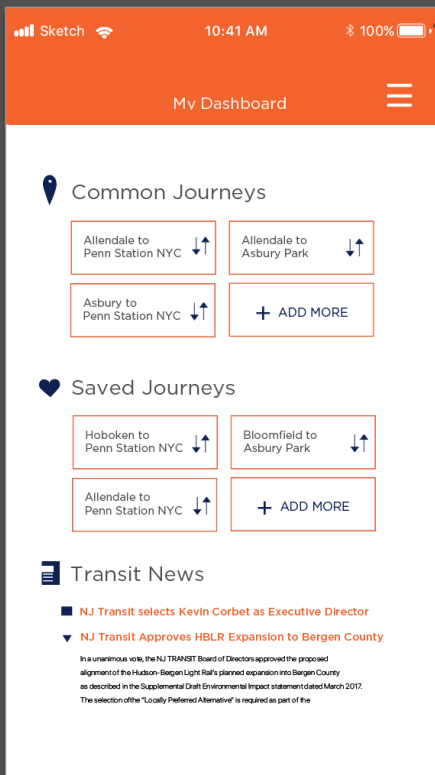 Sketch
10:41 AM
100%
My Dashboard
Common Journeys
Allendale to
Penn Station NYC
Allendale to
Asbury Park
Asbury to
Penn Station NYC
+ ADD MORE
Saved Journeys
Hoboken to
Penn Station NYC
Bloomfield to
Asbury Park
Allendale to
Penn Station NYC
+ ADD MORE
Transit News
NJ Transit selects Kevin Corbet as Executive Director
NJ Transit Approves HBLR Expansion to Bergen County
In a unanimous vote, the NJ TRANSIT Board of Directors approved the proposed
alignment of the Hudson-Bergen Light Rail's planned expansion into Bergen County
as described in the Supplemental Draft Environmental Impact statement dated March 2017.
The selection ofthe "Locally Preferred Alternative" is required as part of the